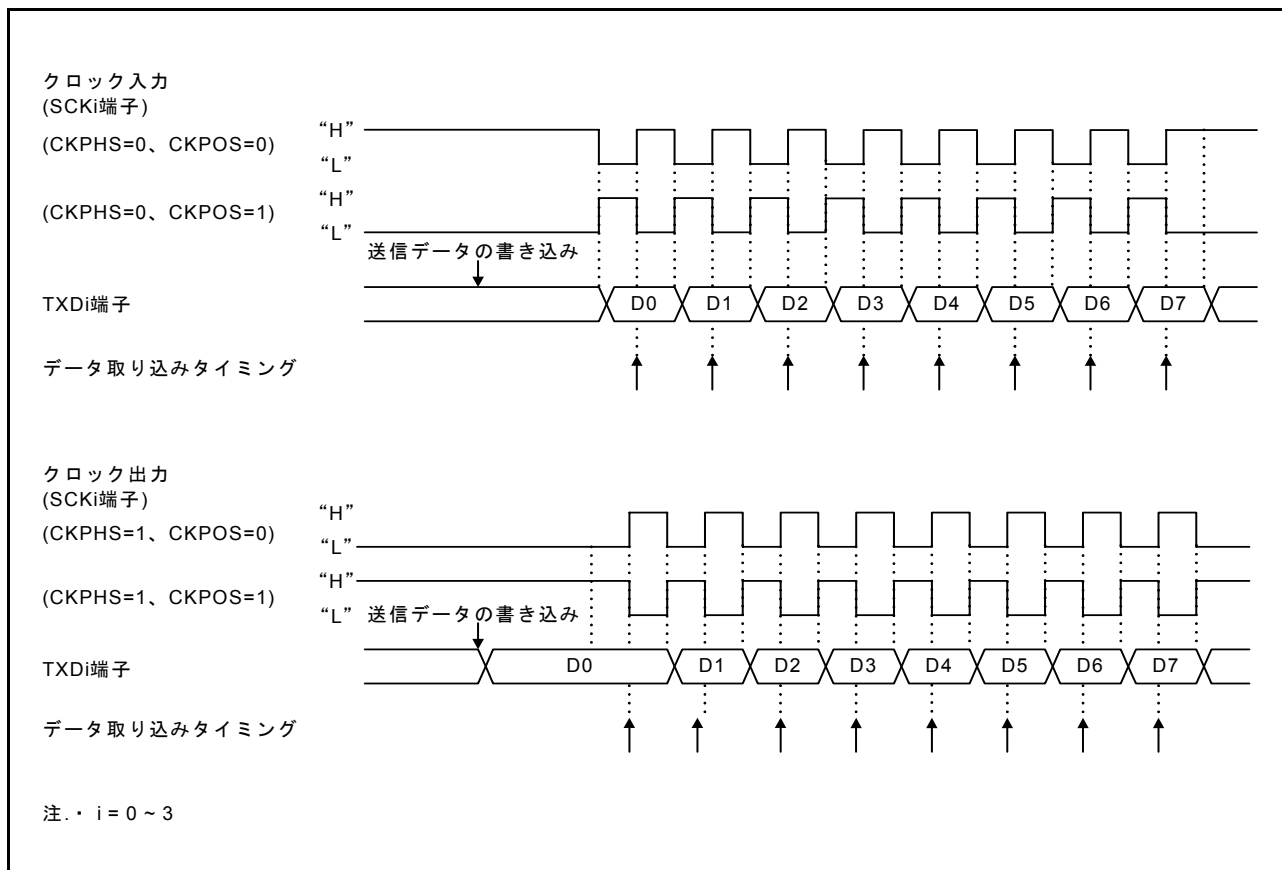 クロック入力
(SCKi端子)
(CKPHS=0、CKPOS=0)
“H”
“L”
(CKPHS=0、CKPOS=1)
“H”
“L”
送信データの書き込み
TXDi端子
D0 D1 D2 D3 D4 D5 D6 D7
データ取り込みタイミング
クロック出力
(SCKi端子)
(CKPHS=1、CKPOS=0)
“H”
“L”
(CKPHS=1、CKPOS=1)
“H”
“L”
送信データの書き込み
TXDi端子
D0 D1 D2 D3 D4 D5 D6 D7
データ取り込みタイミング
注.・ i = 0 ~ 3